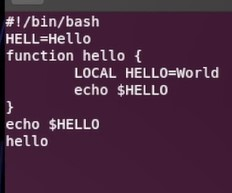 #!/bin/bash
HELL=Hello
function hello {
        LOCAL HELLO=World
        echo $HELLO
}
echo $HELLO
hello